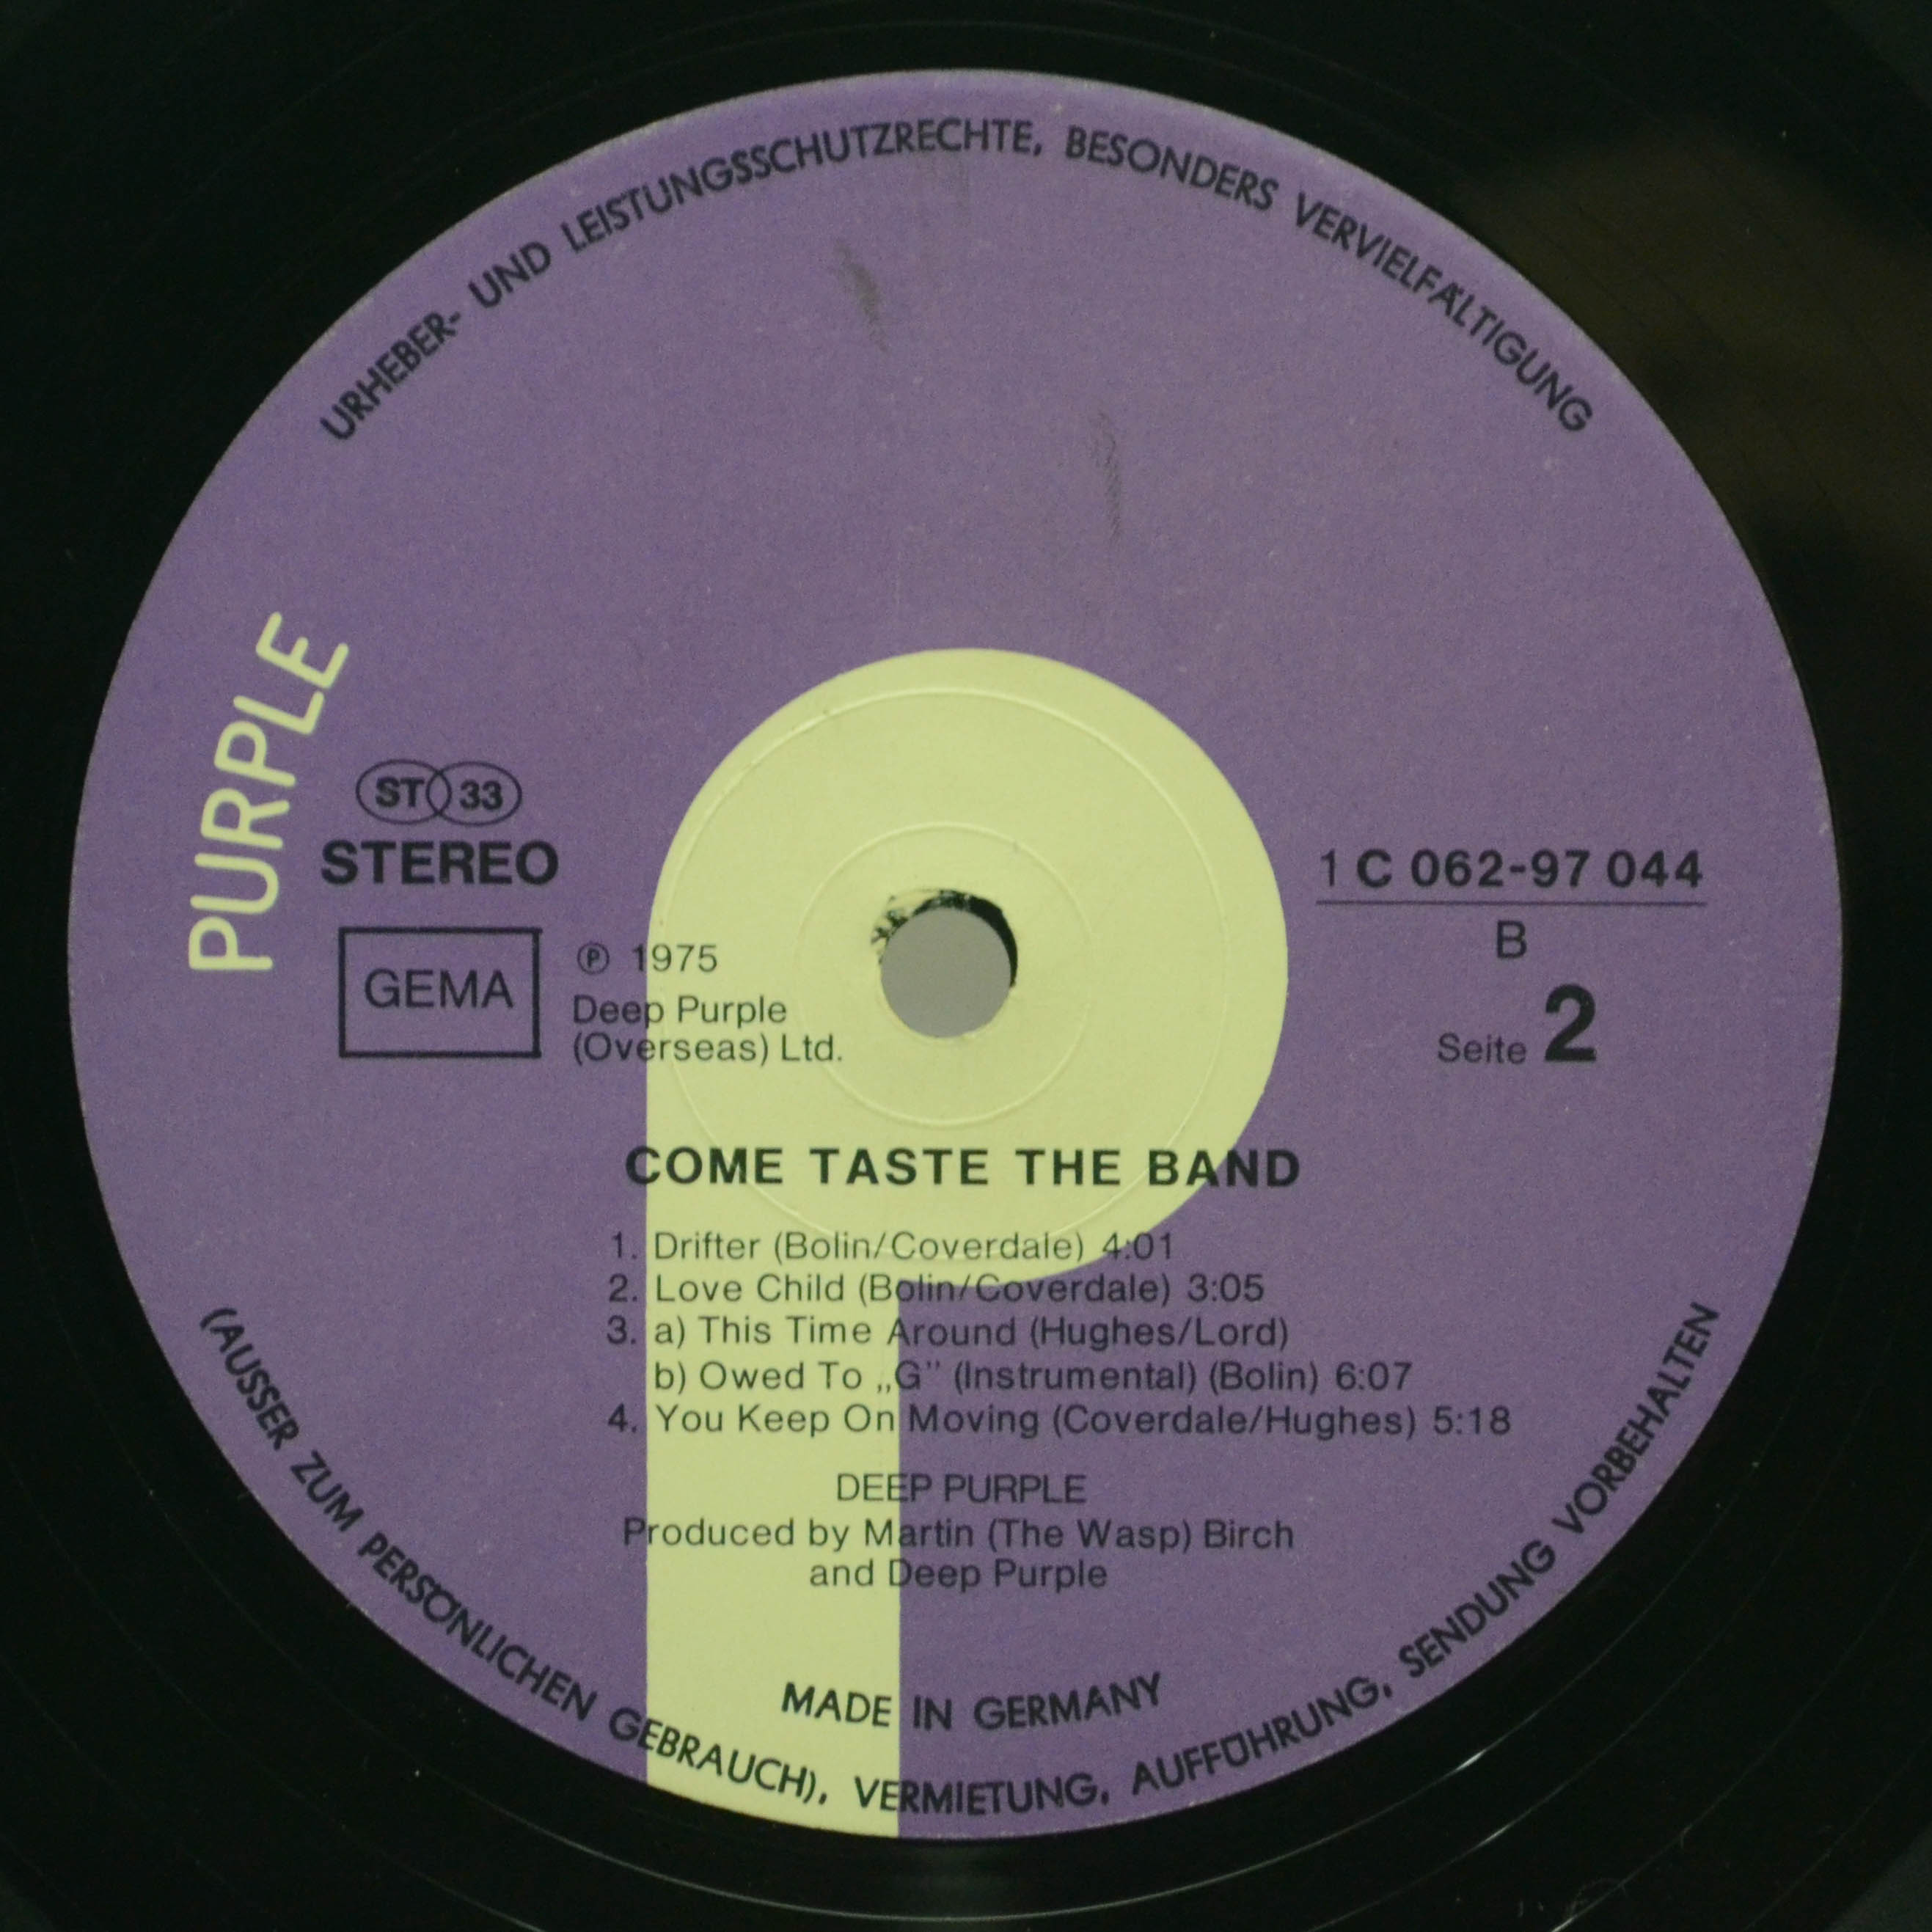 URHEBER- UND LEISTUNGSSCHUTZRECHTE, BESONDERS VERVIELFÄLTIGUNG
PURPLE
ST 33
STEREO
GEMA
℗ 1975
Deep Purple
(Overseas) Ltd.
1 C 062-97 044
B
Seite 2
COME TASTE THE BAND
1. Drifter (Bolin/Coverdale) 4:01
2. Love Child (Bolin/Coverdale) 3:05
3. a) This Time Around (Hughes/Lord)
b) Owed To „G” (Instrumental) (Bolin) 6:07
4. You Keep On Moving (Coverdale/Hughes) 5:18
DEEP PURPLE
Produced by Martin (The Wasp) Birch
and Deep Purple
MADE IN GERMANY
(AUSSER ZUM PERSÖNLICHEN GEBRAUCH), VERMIETUNG, AUFFÜHRUNG, SENDUNG VORBEHALTEN